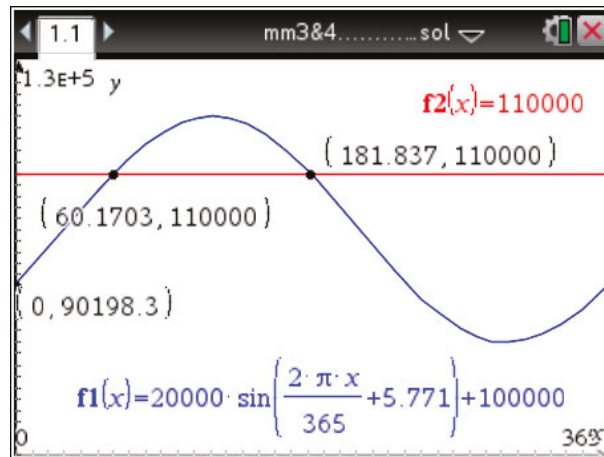 1.1
mm3&4............sol
1.3E+5 y
f2(x)=110000
(181.837, 110000)
(60.1703, 110000)
(0, 90198.3)
f1(x)=20000·sin(2·π·x/365+5.771)+100000
0
365